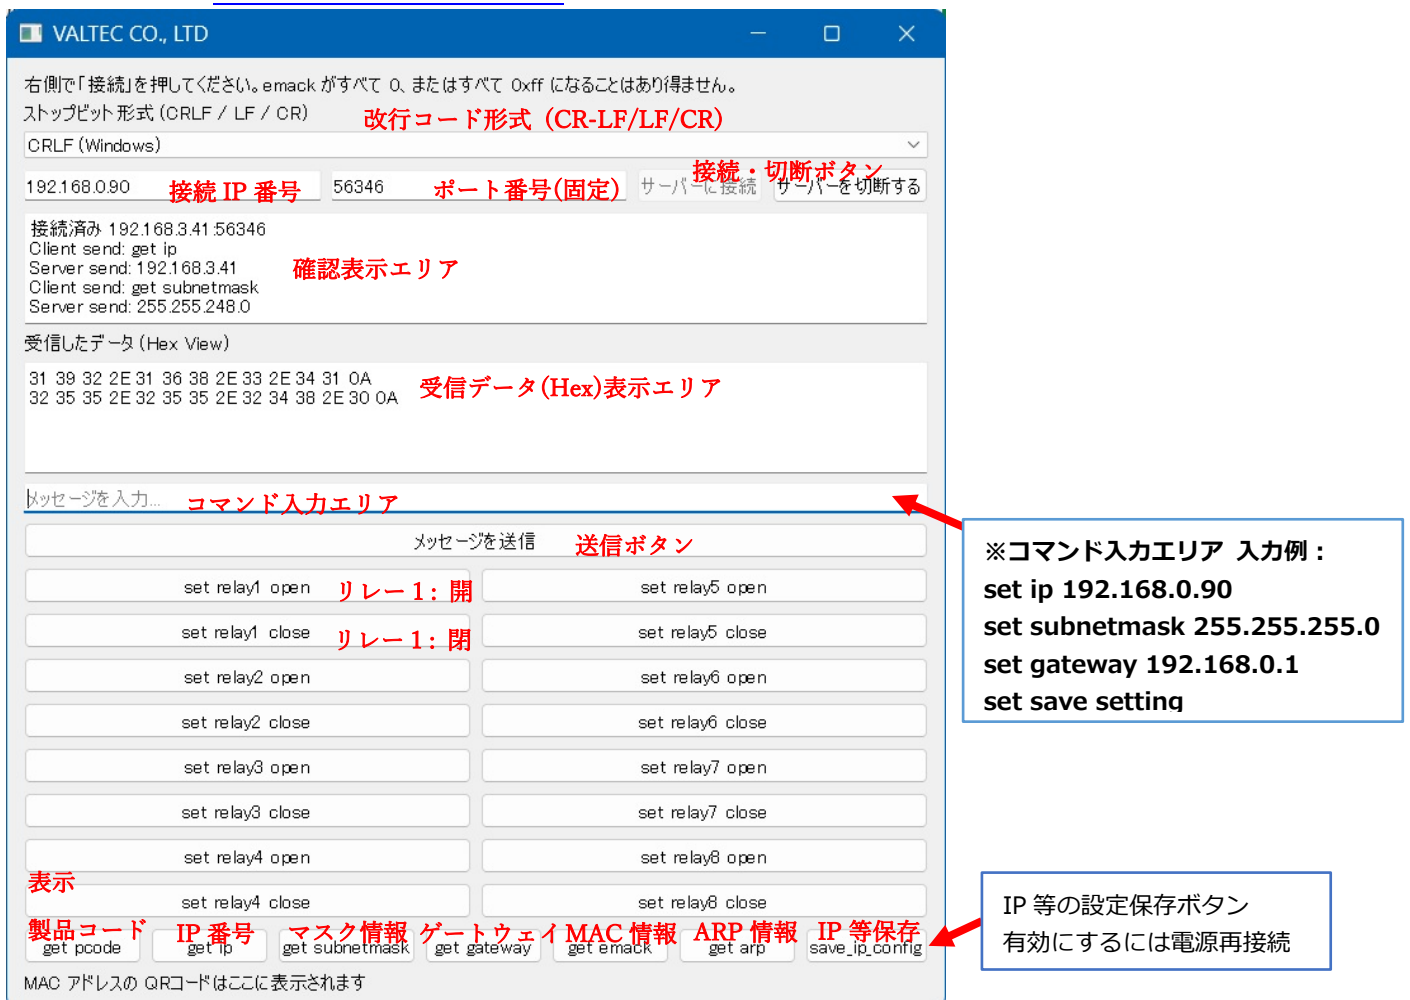 VALTEC CO., LTD
右側で「接続」を押してください。emack がすべて 0、またはすべて 0xff になることはあり得ません。
ストップビット形式 (CRLF / LF / CR)
改行コード形式 (CR-LF/LF/CR)
CRLF (Windows)
接続・切断ボタン
192.168.0.90
接続 IP 番号
56346
ポート番号(固定)
サーバーに接続
サーバーを切断する
接続済み 192.168.3.41:56346
Client send: get ip
Server send: 192.168.3.41
確認表示エリア
Client send: get subnetmask
Server send: 255.255.248.0
受信したデータ (Hex View)
31 39 32 2E 31 36 38 2E 33 2E 34 31 0A
32 35 35 2E 32 35 35 2E 32 34 38 2E 30 0A
受信データ(Hex)表示エリア
メッセージを入力...
コマンド入力エリア
メッセージを送信
送信ボタン
set relay1 open
リレー1: 開
set relay5 open
set relay1 close
リレー1: 閉
set relay5 close
set relay2 open
set relay6 open
set relay2 close
set relay6 close
set relay3 open
set relay7 open
set relay3 close
set relay7 close
set relay4 open
set relay8 open
表示
set relay4 close
set relay8 close
製品コード
IP 番号
マスク情報
ゲートウェイ
MAC 情報
ARP 情報
IP 等保存
get pcode
get ip
get subnetmask
get gateway
get emack
get arp
save_ip_config
MAC アドレスの QRコードはここに表示されます
※コマンド入力エリア 入力例：
set ip 192.168.0.90
set subnetmask 255.255.255.0
set gateway 192.168.0.1
set save setting
IP 等の設定保存ボタン
有効にするには電源再接続